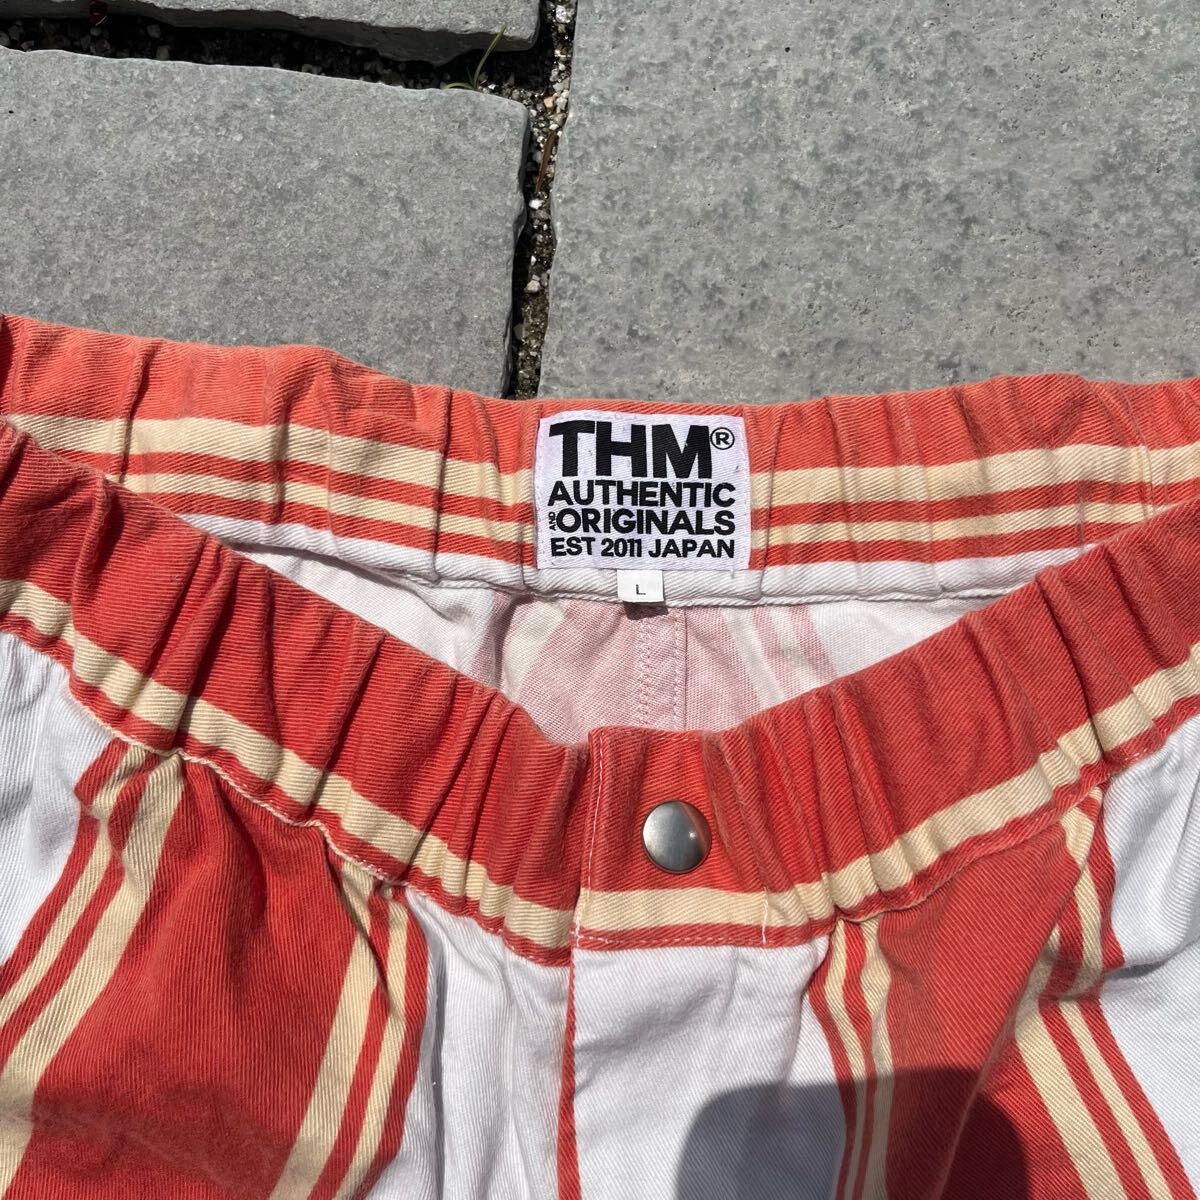 THM®
AUTHENTIC
AND ORIGINALS
EST 2011 JAPAN
L